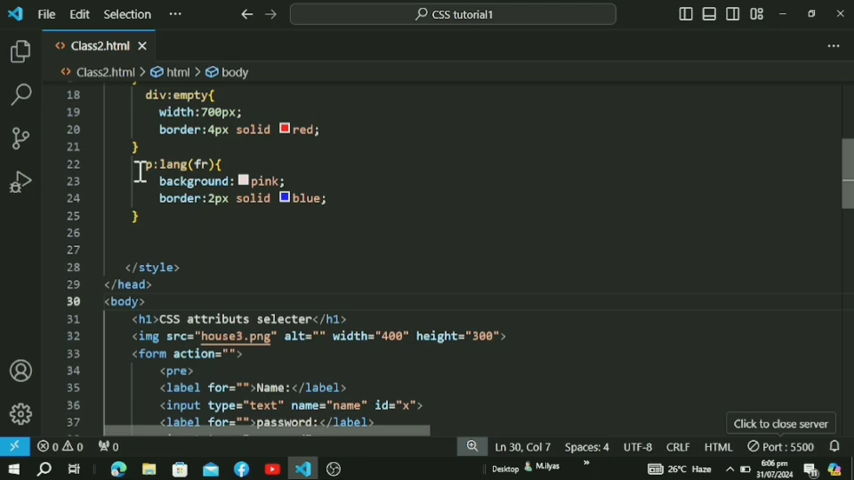 File Edit Selection ··· CSS tutorial1
Class2.html
Class2.html html body
18 div:empty{
19 width:700px;
20 border:4px solid red;
21 }
22 p:lang(fr){
23 background: pink;
24 border:2px solid blue;
25 }
26
27
28 </style>
29 </head>
30 <body>
31 <h1>CSS attributs selecter</h1>
32 <img src="house3.png" alt="" width="400" height="300">
33 <form action="">
34 <pre>
35 <label for="">Name:</label>
36 <input type="text" name="name" id="x">
37 <label for="">password:</label>
Click to close server
0 0 0 Ln 30, Col 7 Spaces: 4 UTF-8 CRLF HTML Port : 5500
Desktop M.ilyas » 26°C Haze 6:06 pm
31/07/2024